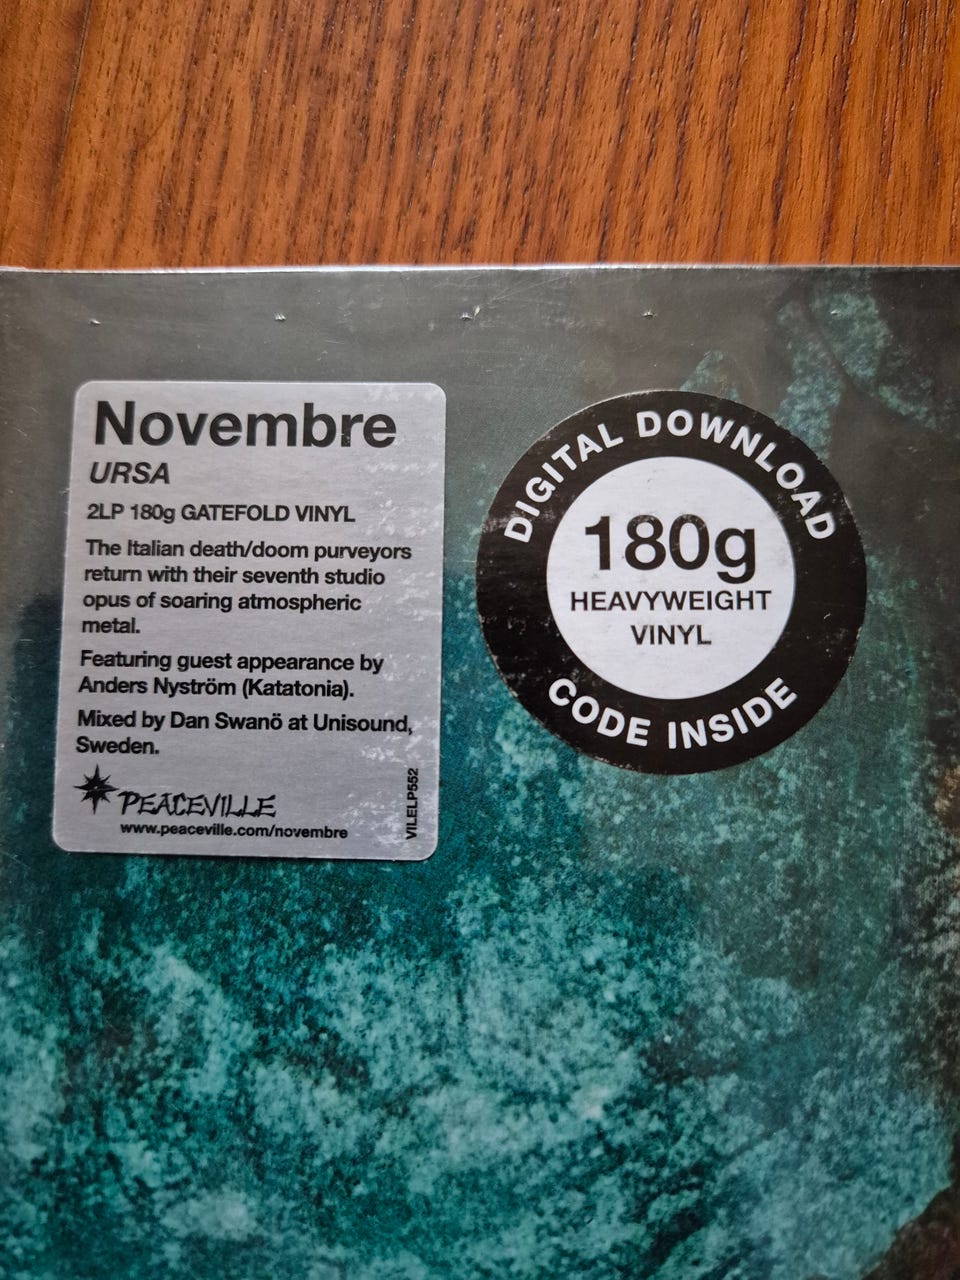 Novembre
URSA
2LP 180g GATEFOLD VINYL
The Italian death/doom purveyors
return with their seventh studio
opus of soaring atmospheric
metal.
Featuring guest appearance by
Anders Nyström (Katatonia).
Mixed by Dan Swanö at Unisound,
Sweden.
PEACEVILLE
www.peaceville.com/novembre
VILELP552
DIGITAL DOWNLOAD
180g
HEAVYWEIGHT
VINYL
CODE INSIDE